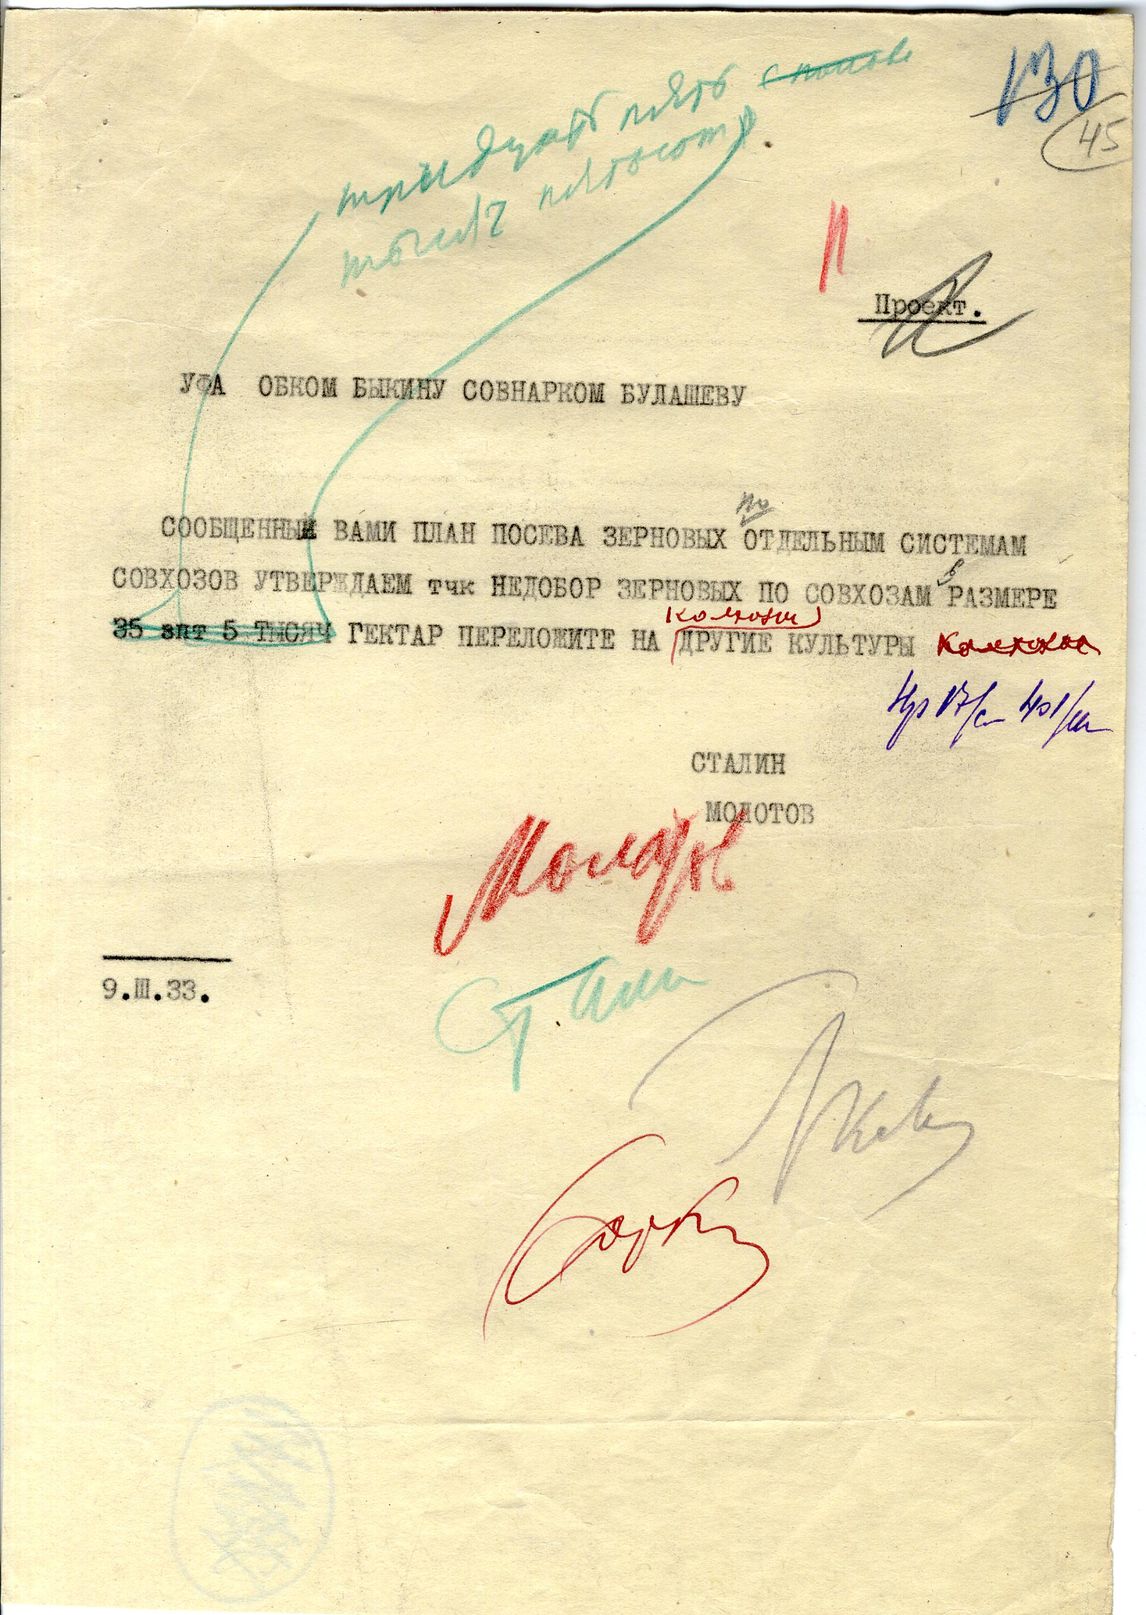 130
45
тридцать пять с полов
тысяч пятьсот
Проект.
УФА ОБКОМ БЫКИНУ СОВНАРКОМ БУЛАШЕВУ
по
СООБЩЕННЫЙ ВАМИ ПЛАН ПОСЕВА ЗЕРНОВЫХ ОТДЕЛЬНЫМ СИСТЕМАМ
СОВХОЗОВ УТВЕРЖДАЕМ тчк НЕДОБОР ЗЕРНОВЫХ ПО СОВХОЗАМ в РАЗМЕРЕ
35 зпт 5 ТЫСЯЧ ГЕКТАР ПЕРЕЛОЖИТЕ НА ДРУГИЕ КУЛЬТУРЫ
СТАЛИН
МОЛОТОВ
Молотов
9.III.33.
Сталин